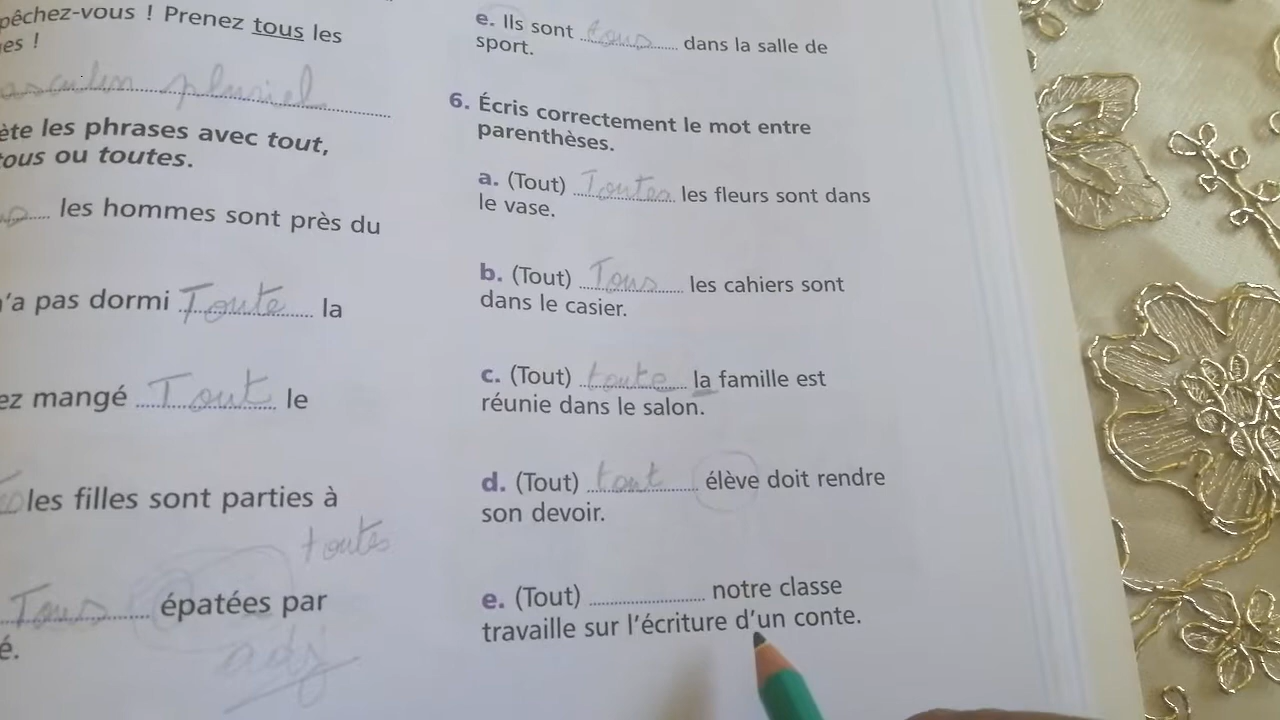 pêchez-vous ! Prenez tous les
es !
asculin pluriel
ète les phrases avec tout,
tous ou toutes.
les hommes sont près du
'a pas dormi Toute la
ez mangé Tout le
les filles sont parties à
toutes
Tous épatées par
adj
é.
e. Ils sont tous dans la salle de
sport.
6. Écris correctement le mot entre
parenthèses.
a. (Tout) Toutes les fleurs sont dans
le vase.
b. (Tout) Tous les cahiers sont
dans le casier.
c. (Tout) toute la famille est
réunie dans le salon.
d. (Tout) tout élève doit rendre
son devoir.
e. (Tout) ........................ notre classe
travaille sur l'écriture d'un conte.